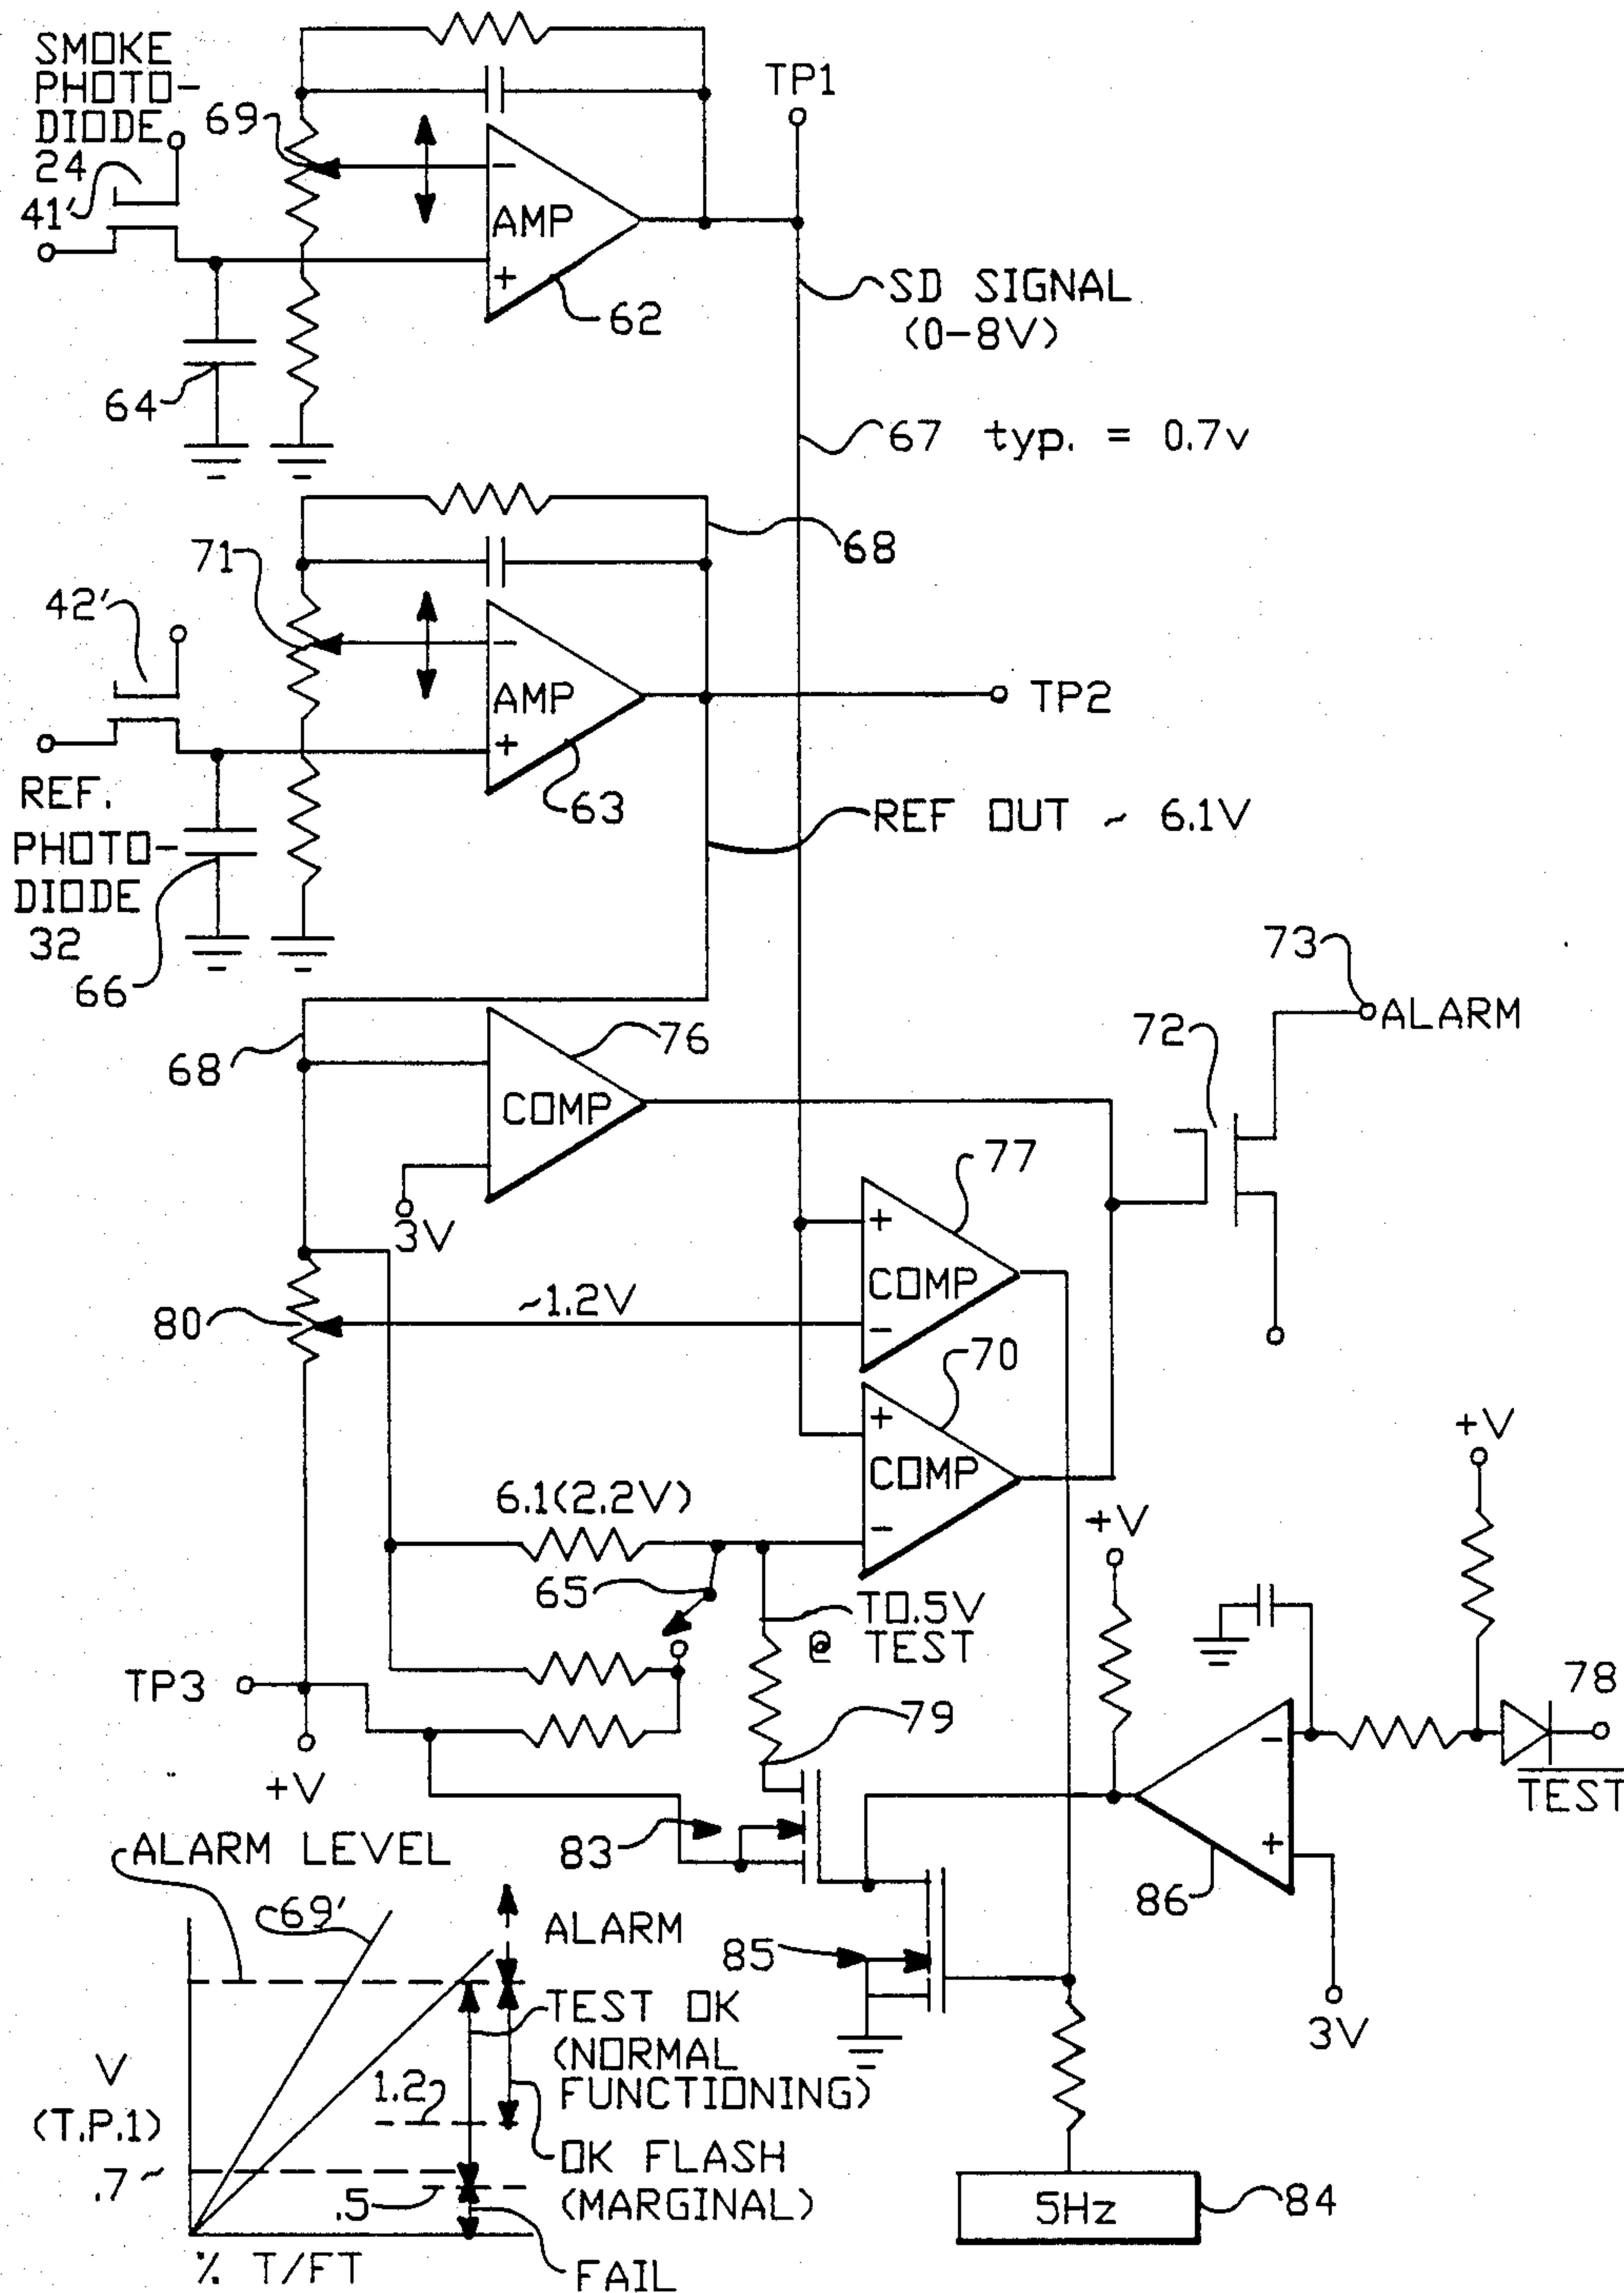 SMOKE
PHOTO-
DIODE
24
41'
69
-
AMP
+
62
64
TP1
SD SIGNAL
(0-8V)
67 typ. = 0.7v
68
71
42'
-
AMP
+
63
TP2
REF.
PHOTO-
DIODE
32
66
REF OUT ~ 6.1V
73
ALARM
72
68
76
COMP
3V
77
+
COMP
-
80
~1.2V
70
+
COMP
-
6.1(2.2V)
65
TO.5V
@ TEST
+V
+V
TP3
79
78
TEST
+V
83
-
+
86
3V
85
ALARM LEVEL
69'
ALARM
TEST OK
(NORMAL
FUNCTIONING)
1.2
V
(T.P.1)
.7 ~
.5
OK FLASH
(MARGINAL)
% T/FT
FAIL
5Hz
84